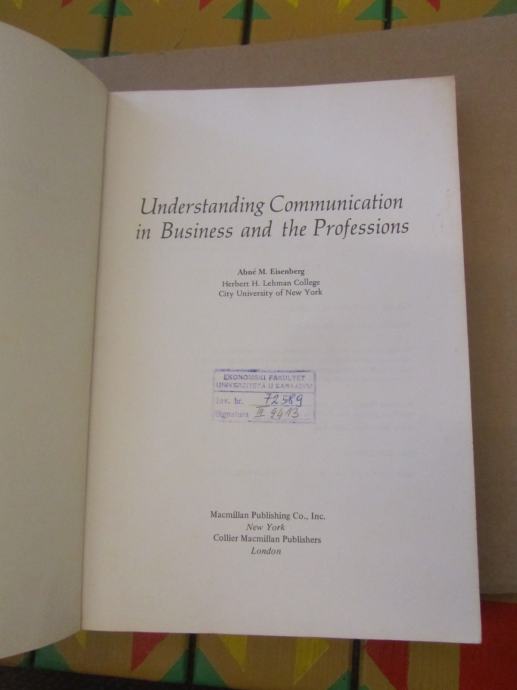 Understanding Communication
in Business and the Professions
Abné M. Eisenberg
Herbert H. Lehman College
City University of New York
EKONOMSKI FAKULTET
UNIVERZITETA U SARAJEVU
Inv. br. 72589
Signatura II 9413
Macmillan Publishing Co., Inc.
New York
Collier Macmillan Publishers
London